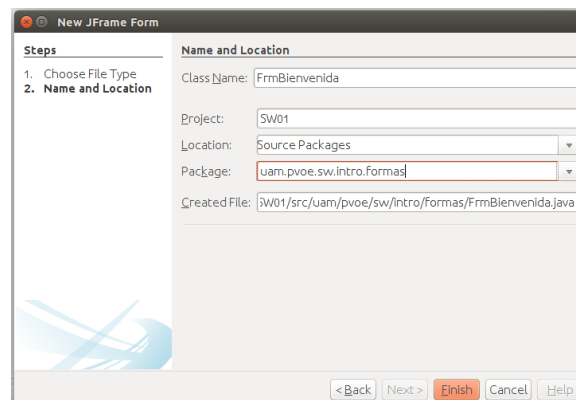 New JFrame Form
Steps
1. Choose File Type
2. Name and Location
Name and Location
Class Name: FrmBienvenida
Project: SW01
Location: Source Packages
Package: uam.pvoe.sw.intro.formas
Created File: SW01/src/uam/pvoe/sw/intro/formas/FrmBienvenida.java
< Back Next > Finish Cancel Help